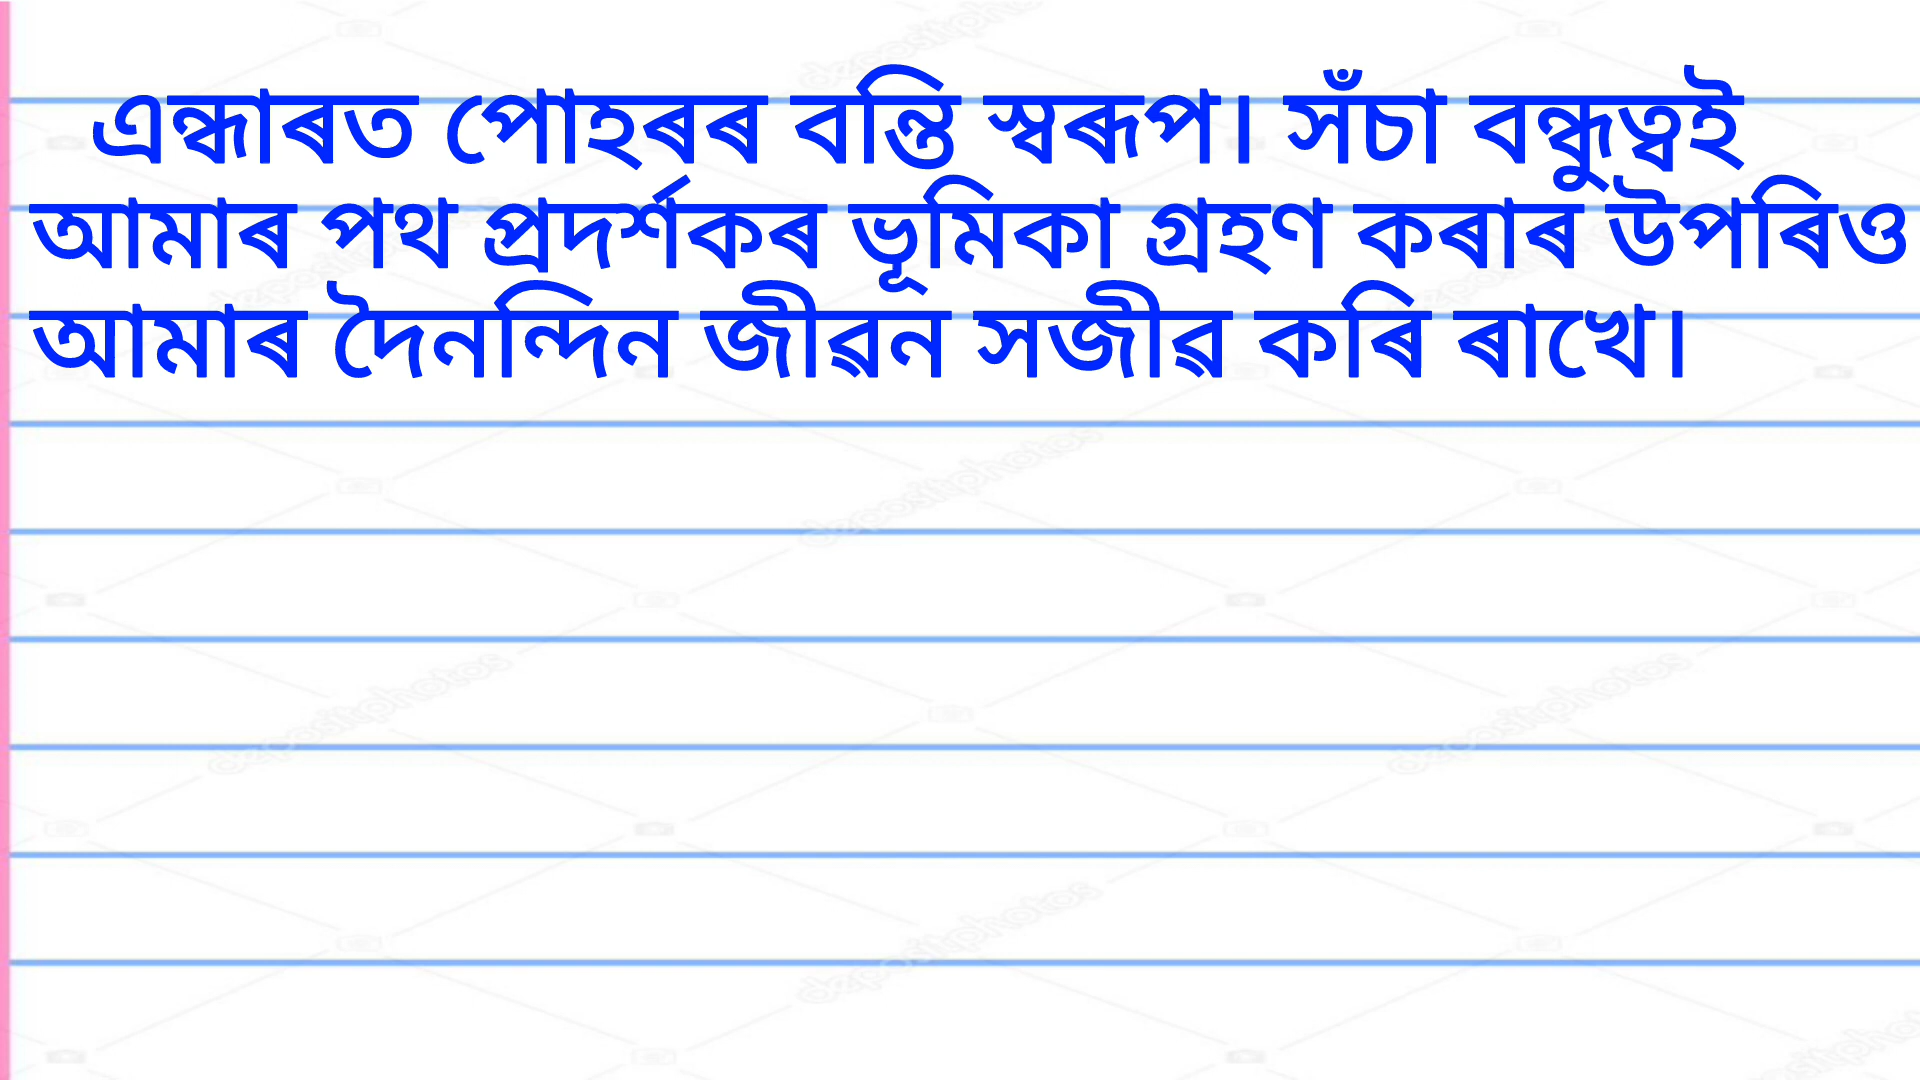 এন্ধাৰত পোহৰৰ বন্তি স্বৰূপ। সঁচা বন্ধুত্বই
আমাৰ পথ প্ৰদৰ্শকৰ ভূমিকা গ্ৰহণ কৰাৰ উপৰিও
আমাৰ দৈনন্দিন জীৱন সজীৱ কৰি ৰাখে।